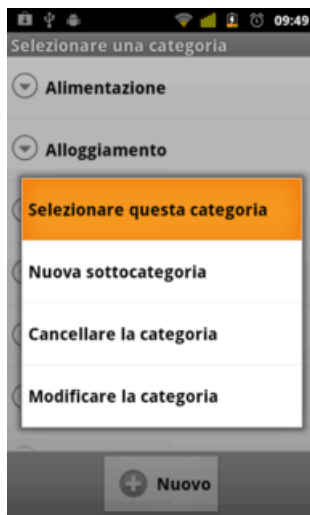 09:49
Selezionare una categoria
Alimentazione
Alloggiamento
Selezionare questa categoria
Nuova sottocategoria
Cancellare la categoria
Modificare la categoria
Nuovo